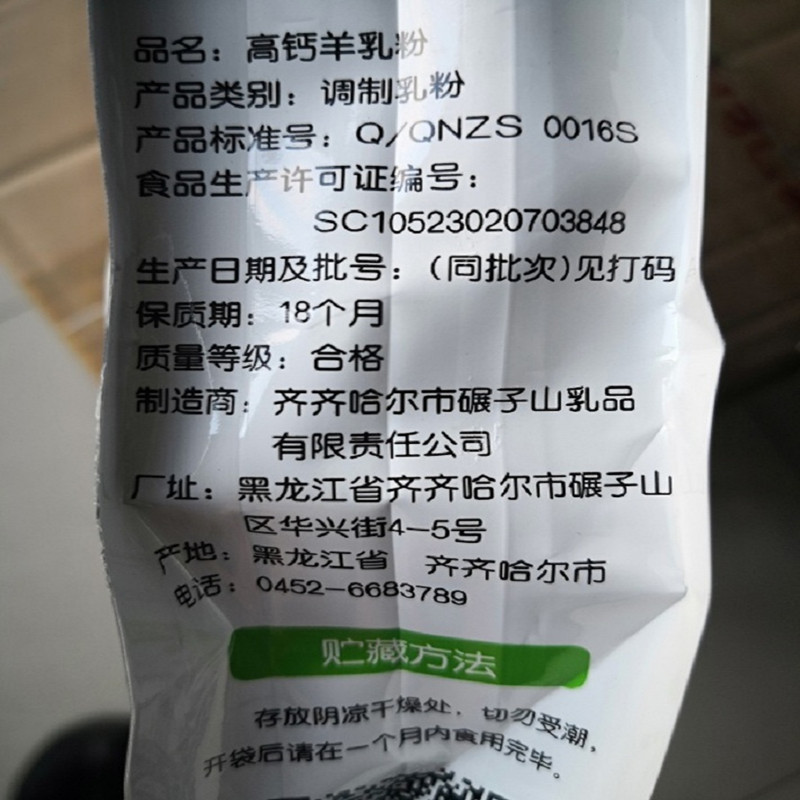 品名：高钙羊乳粉
产品类别：调制乳粉
产品标准号：Q/QNZS 0016S
食品生产许可证编号：
SC10523020703848
生产日期及批号：(同批次)见打码
保质期：18个月
质量等级：合格
制造商：齐齐哈尔市碾子山乳品
有限责任公司
厂址：黑龙江省齐齐哈尔市碾子山
区华兴街4-5号
产地：黑龙江省 齐齐哈尔市
电话：0452-6683789
贮藏方法
存放阴凉干燥处，切勿受潮，
开袋后请在一个月内食用完毕。